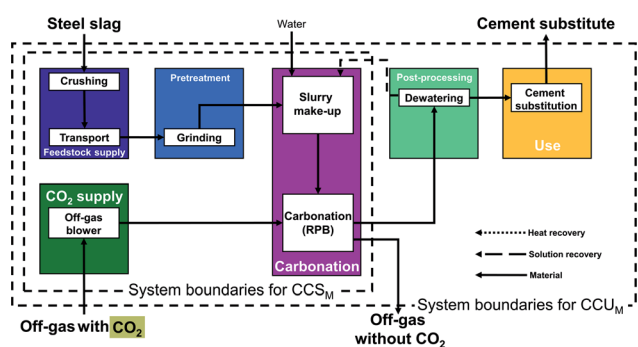 Steel slag
Water
Cement substitute
Crushing
Transport
Feedstock supply
Pretreatment
Grinding
Slurry
make-up
Post-processing
Dewatering
Cement
substitution
Use
CO₂ supply
Off-gas
blower
Carbonation
(RPB)
Carbonation
Heat recovery
Solution recovery
Material
System boundaries for CCSM
System boundaries for CCUM
Off-gas with CO₂
Off-gas
without CO₂